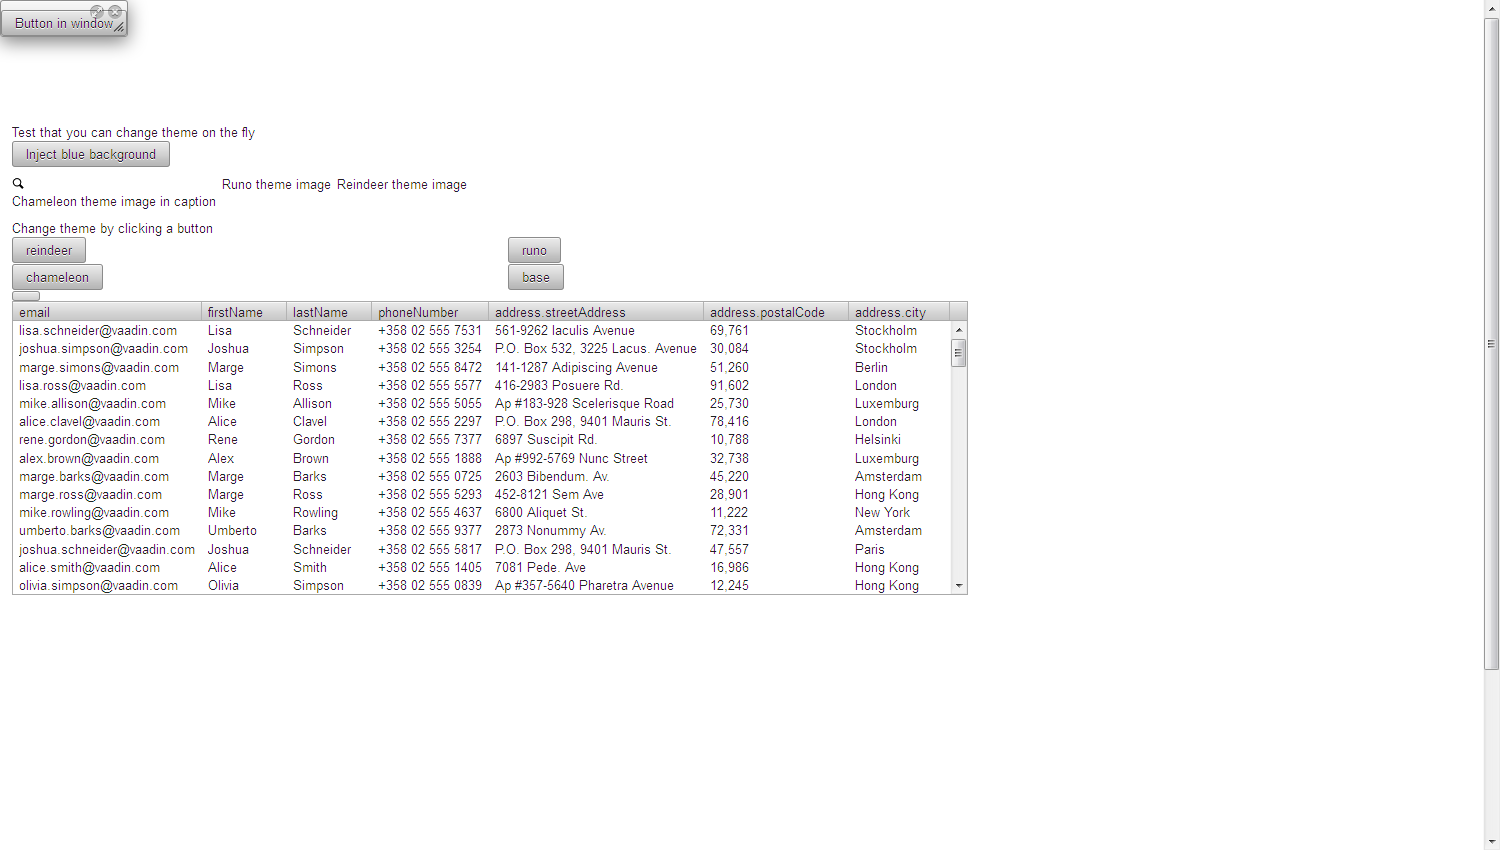 Button in window
Test that you can change theme on the fly
Inject blue background
Runo theme image Reindeer theme image
Chameleon theme image in caption
Change theme by clicking a button
reindeer runo
chameleon base
email firstName lastName phoneNumber address.streetAddress address.postalCode address.city
lisa.schneider@vaadin.com Lisa Schneider +358 02 555 7531 561-9262 Iaculis Avenue 69,761 Stockholm
joshua.simpson@vaadin.com Joshua Simpson +358 02 555 3254 P.O. Box 532, 3225 Lacus. Avenue 30,084 Stockholm
marge.simons@vaadin.com Marge Simons +358 02 555 8472 141-1287 Adipiscing Avenue 51,260 Berlin
lisa.ross@vaadin.com Lisa Ross +358 02 555 5577 416-2983 Posuere Rd. 91,602 London
mike.allison@vaadin.com Mike Allison +358 02 555 5055 Ap #183-928 Scelerisque Road 25,730 Luxemburg
alice.clavel@vaadin.com Alice Clavel +358 02 555 2297 P.O. Box 298, 9401 Mauris St. 78,416 London
rene.gordon@vaadin.com Rene Gordon +358 02 555 7377 6897 Suscipit Rd. 10,788 Helsinki
alex.brown@vaadin.com Alex Brown +358 02 555 1888 Ap #992-5769 Nunc Street 32,738 Luxemburg
marge.barks@vaadin.com Marge Barks +358 02 555 0725 2603 Bibendum. Av. 45,220 Amsterdam
marge.ross@vaadin.com Marge Ross +358 02 555 5293 452-8121 Sem Ave 28,901 Hong Kong
mike.rowling@vaadin.com Mike Rowling +358 02 555 4637 6800 Aliquet St. 11,222 New York
umberto.barks@vaadin.com Umberto Barks +358 02 555 9377 2873 Nonummy Av. 72,331 Amsterdam
joshua.schneider@vaadin.com Joshua Schneider +358 02 555 5817 P.O. Box 298, 9401 Mauris St. 47,557 Paris
alice.smith@vaadin.com Alice Smith +358 02 555 1405 7081 Pede. Ave 16,986 Hong Kong
olivia.simpson@vaadin.com Olivia Simpson +358 02 555 0839 Ap #357-5640 Pharetra Avenue 12,245 Hong Kong